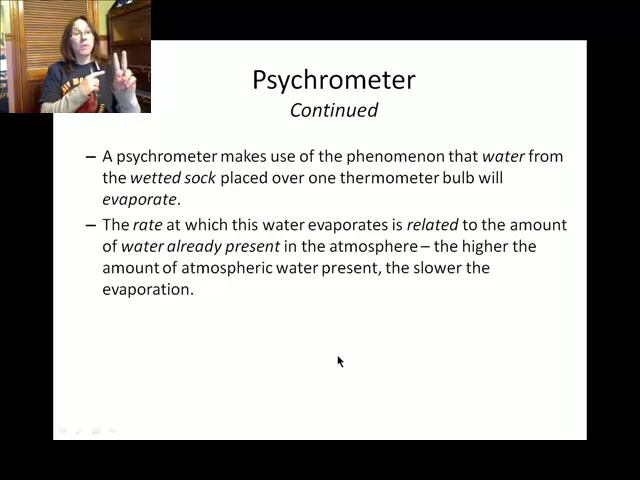 Psychrometer
Continued
– A psychrometer makes use of the phenomenon that water from
the wetted sock placed over one thermometer bulb will
evaporate.
– The rate at which this water evaporates is related to the amount
of water already present in the atmosphere – the higher the
amount of atmospheric water present, the slower the
evaporation.